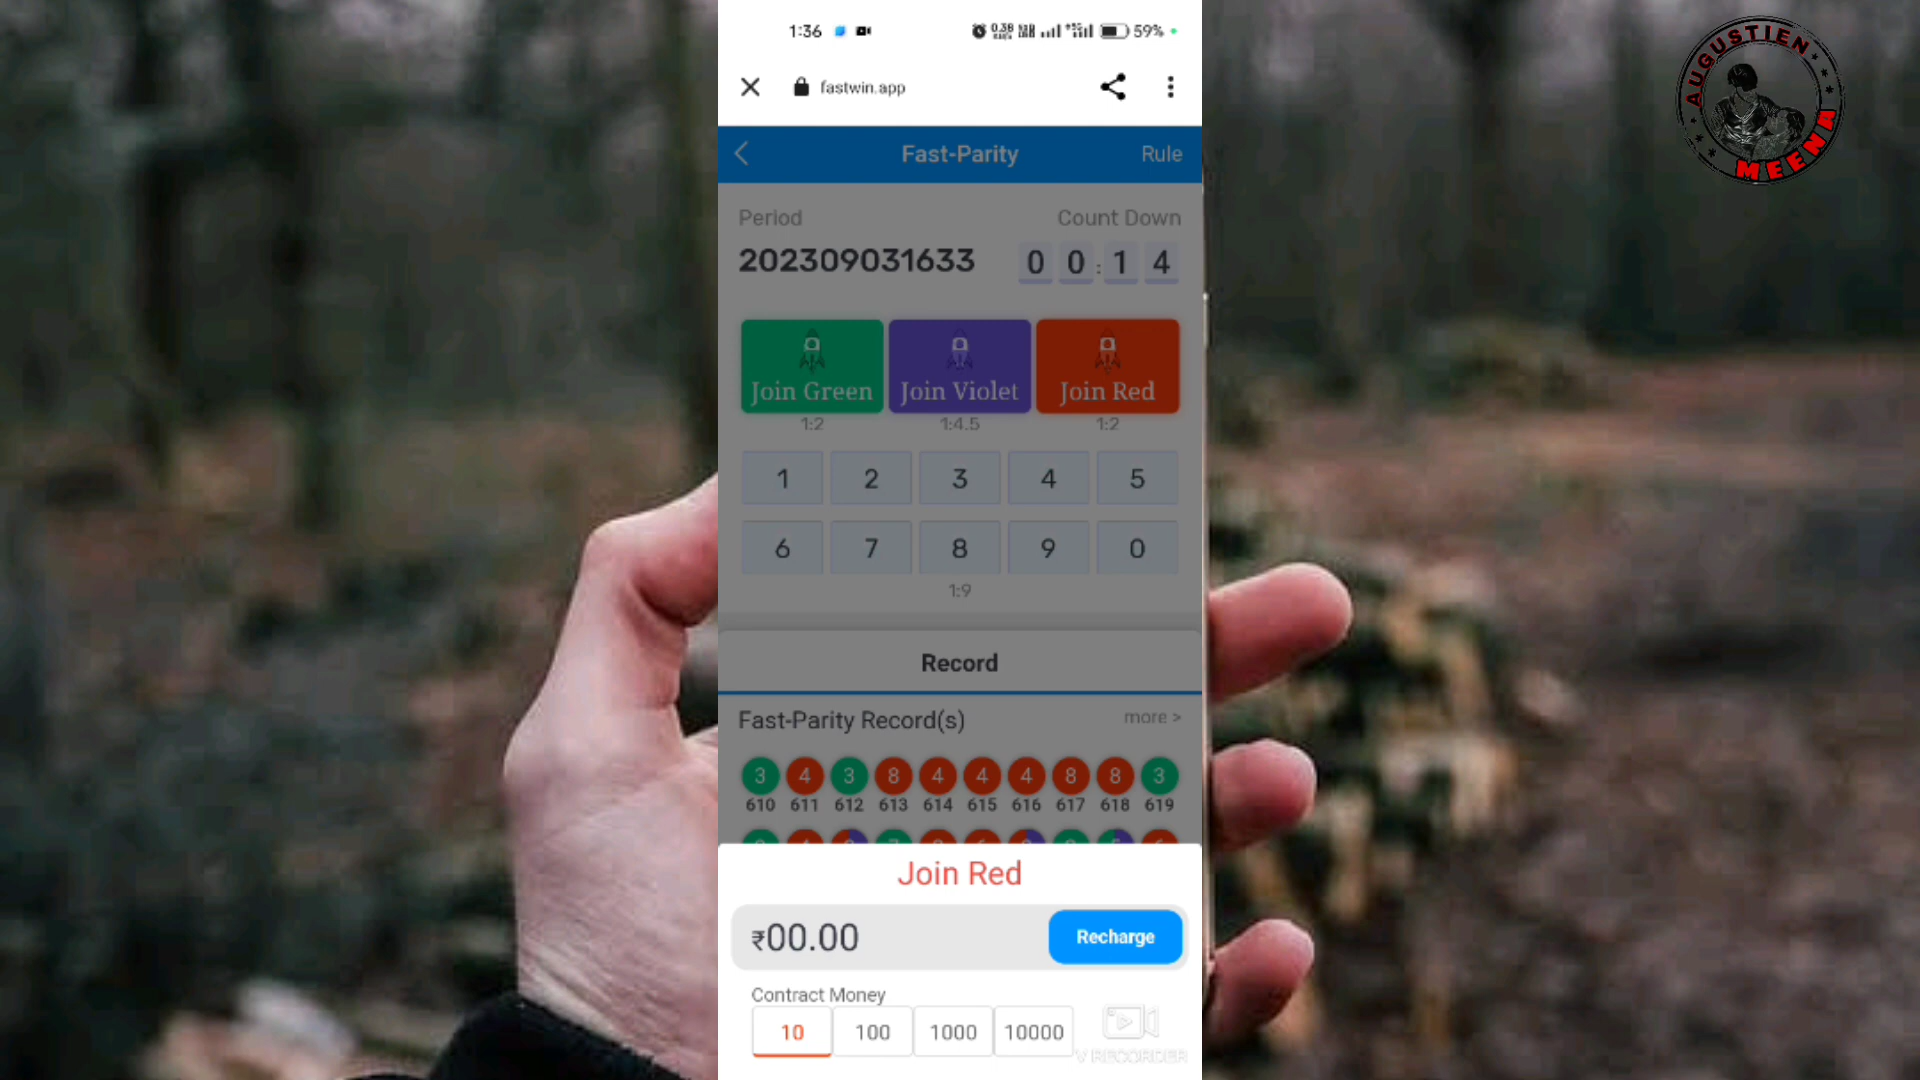 1:36 0.38 59%
fastwin.app
Fast-Parity Rule
Period Count Down
202309031633 0 0 : 1 4
Join Green Join Violet Join Red
1:2 1:4.5 1:2
1 2 3 4 5
6 7 8 9 0
1:9
Record
Fast-Parity Record(s) more >
3 4 3 8 4 4 4 8 8 3
610 611 612 613 614 615 616 617 618 619
Join Red
₹00.00 Recharge
Contract Money
10 100 1000 10000
V RECORDER
AUGUSTIEN
MEENA